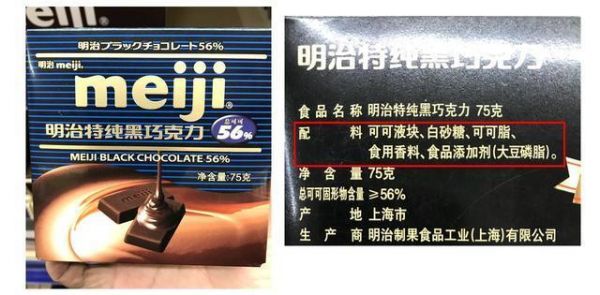 明治ブラックチョコレート56%
明治 meiji.
meiji
明治特纯黑巧克力
56%
MEIJI BLACK CHOCOLATE 56%
净含量:75克
明治特纯黑巧克力
食品名称 明治特纯黑巧克力 75克
配料 可可液块、白砂糖、可可脂、
食用香料、食品添加剂(大豆磷脂)。
净含量 75克
总可可固形物含量 ≥56%
产地 上海市
生产商 明治制果食品工业(上海)有限公司